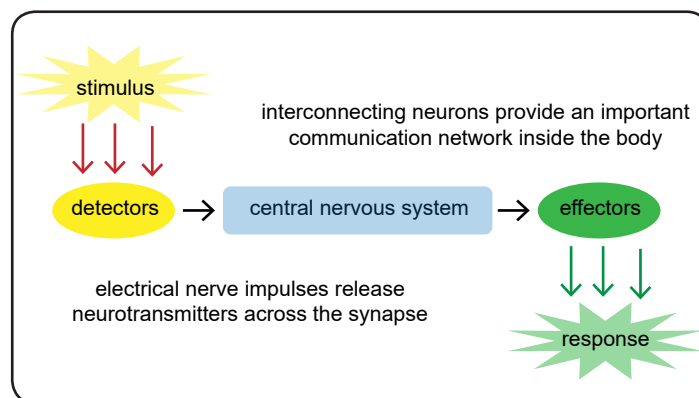 stimulus
interconnecting neurons provide an important
communication network inside the body
detectors
central nervous system
effectors
electrical nerve impulses release
neurotransmitters across the synapse
response